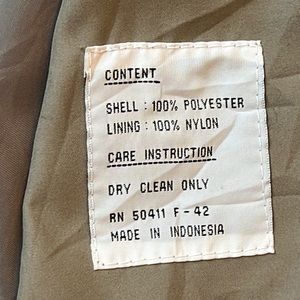 CONTENT
SHELL : 100% POLYESTER
LINING : 100% NYLON
CARE INSTRUCTION
DRY CLEAN ONLY
RN 50411 F - 42
MADE IN INDONESIA